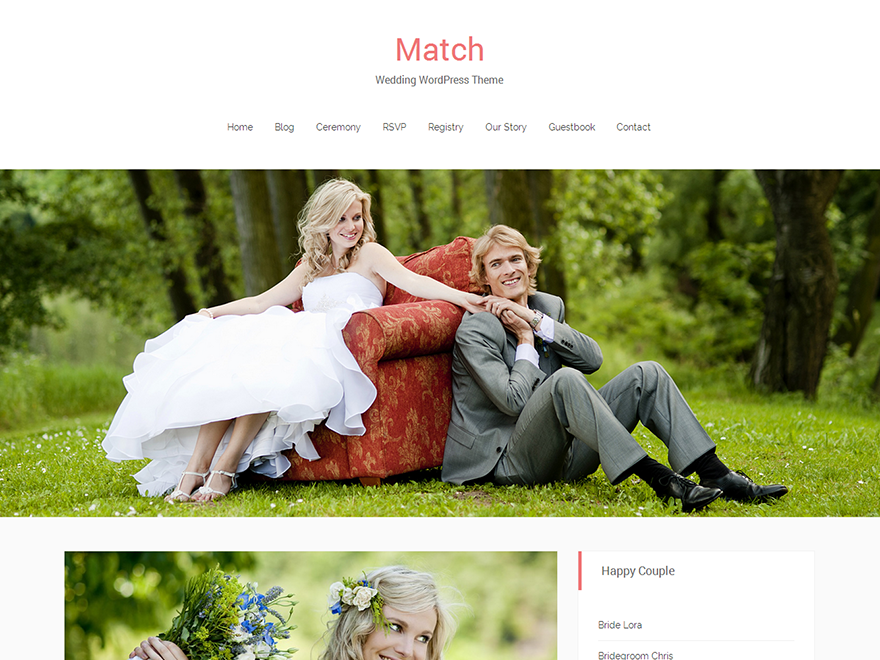 Match
Wedding WordPress Theme
Home Blog Ceremony RSVP Registry Our Story Guestbook Contact
Happy Couple
Bride Lora
Bridegroom Chris